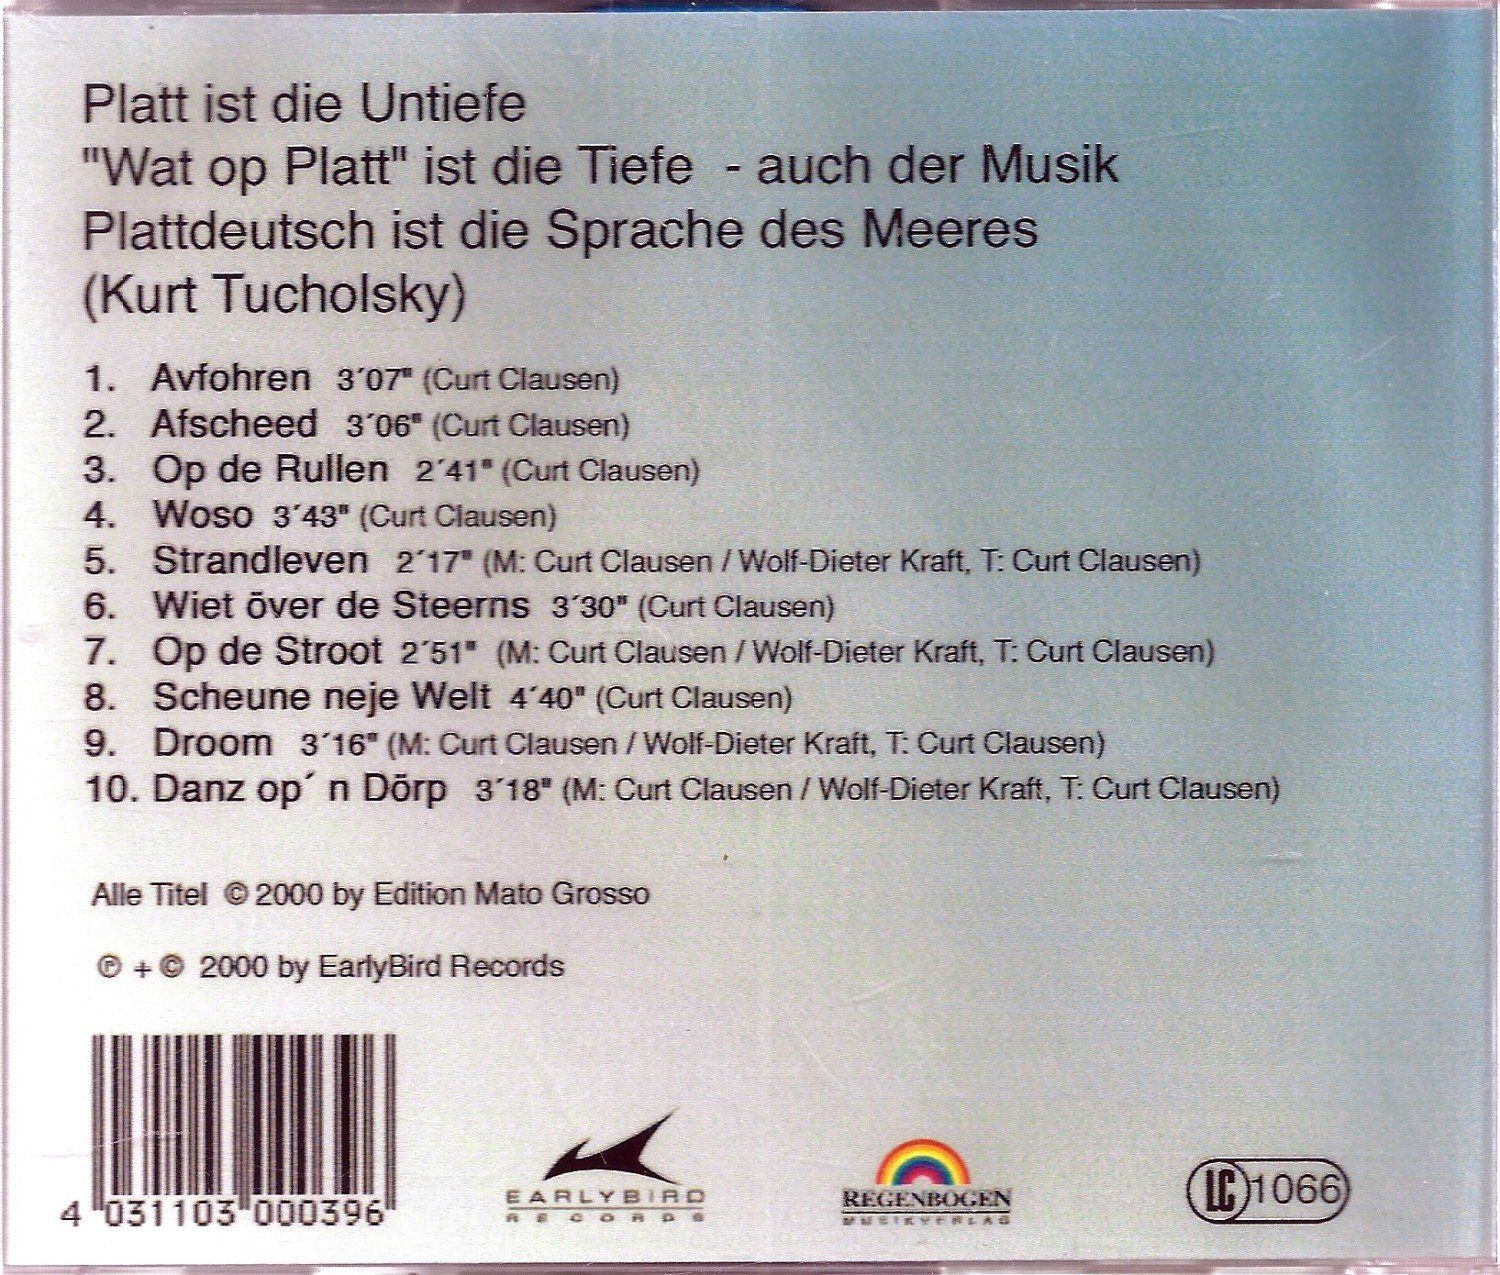 Platt ist die Untiefe
"Wat op Platt" ist die Tiefe - auch der Musik
Plattdeutsch ist die Sprache des Meeres
(Kurt Tucholsky)
1. Avfohren 3´07" (Curt Clausen)
2. Afscheed 3´06" (Curt Clausen)
3. Op de Rullen 2´41" (Curt Clausen)
4. Woso 3´43" (Curt Clausen)
5. Strandleven 2´17" (M: Curt Clausen / Wolf-Dieter Kraft, T: Curt Clausen)
6. Wiet över de Steerns 3´30" (Curt Clausen)
7. Op de Stroot 2´51" (M: Curt Clausen / Wolf-Dieter Kraft, T: Curt Clausen)
8. Scheune neje Welt 4´40" (Curt Clausen)
9. Droom 3´16" (M: Curt Clausen / Wolf-Dieter Kraft, T: Curt Clausen)
10. Danz op´ n Dörp 3´18" (M: Curt Clausen / Wolf-Dieter Kraft, T: Curt Clausen)
Alle Titel © 2000 by Edition Mato Grosso
℗ + © 2000 by EarlyBird Records
4 031103 000396
EARLYBIRD
RECORDS
REGENBOGEN
MUSIKVERLAG
LC 1066